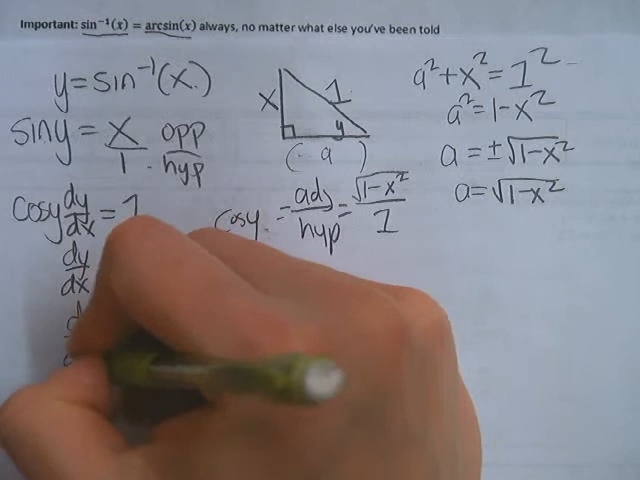 Important: sin⁻¹(x) = arcsin(x) always, no matter what else you've been told
y = sin⁻¹(x)
sin y = x/1 opp/hyp
cos y dy/dx = 1
dy/dx
x
1
y
a
cos y = adj/hyp = √(1-x²)/1
a² + x² = 1²
a² = 1 - x²
a = ±√(1-x²)
a = √(1-x²)